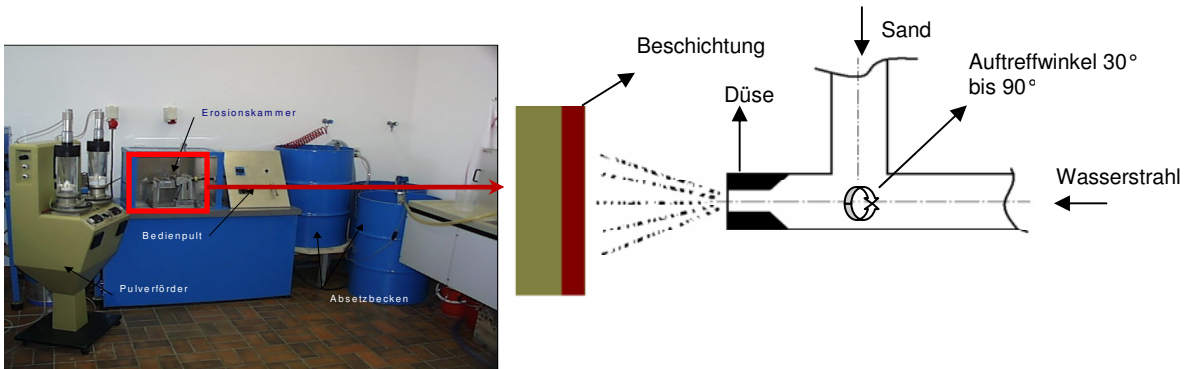 Erosionskammer
Bedienpult
Pulverförder
Absetzbecken
Beschichtung
Düse
Sand
Auftreffwinkel 30°
bis 90°
Wasserstrahl